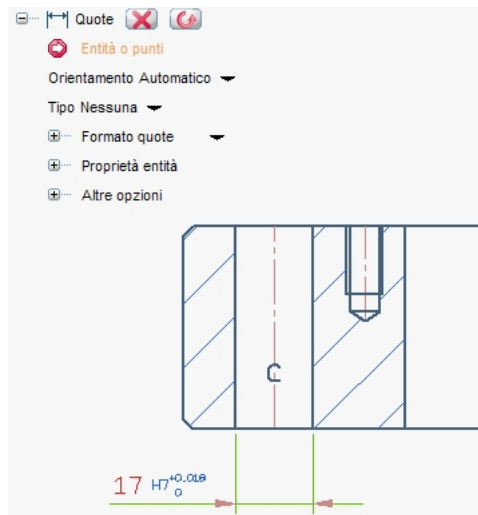 Quote
Entità o punti
Orientamento Automatico
Tipo Nessuna
Formato quote
Proprietà entità
Altre opzioni
C
17 H7 +0.018
0